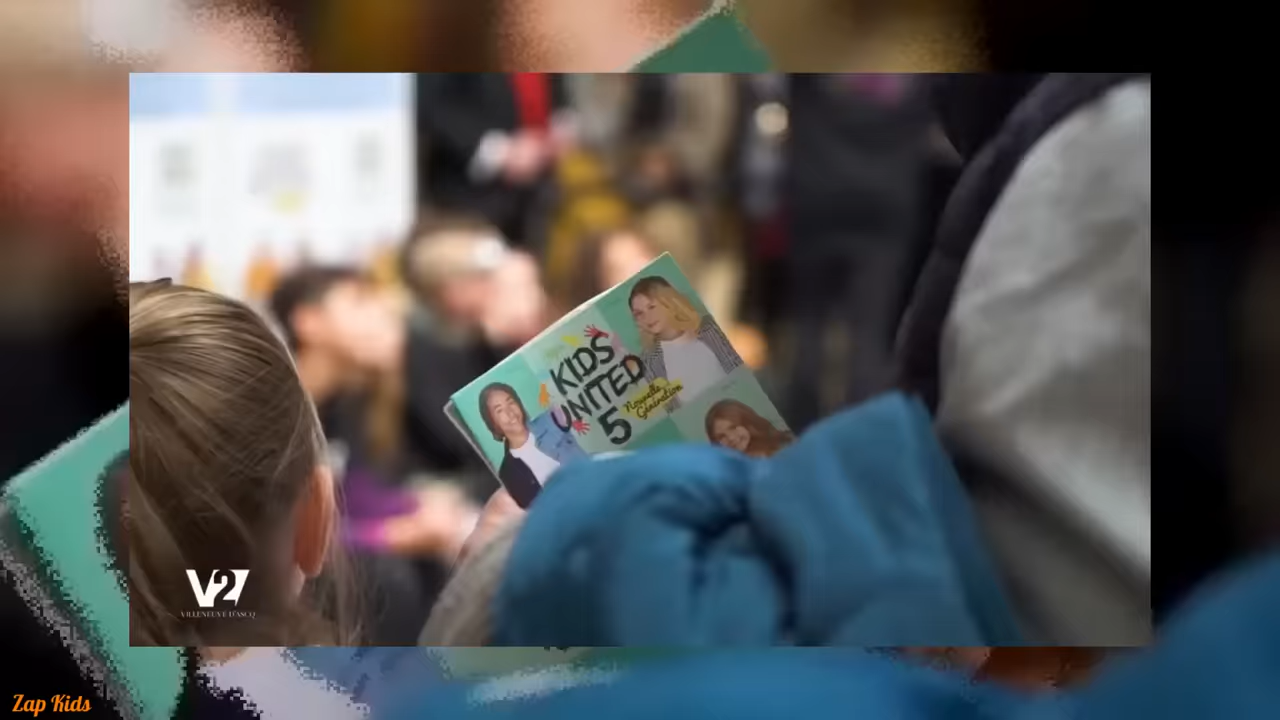 KIDS
UNITED
5
Nouvelle
Génération
V2
VILLENEUVE D'ASCQ
Zap Kids